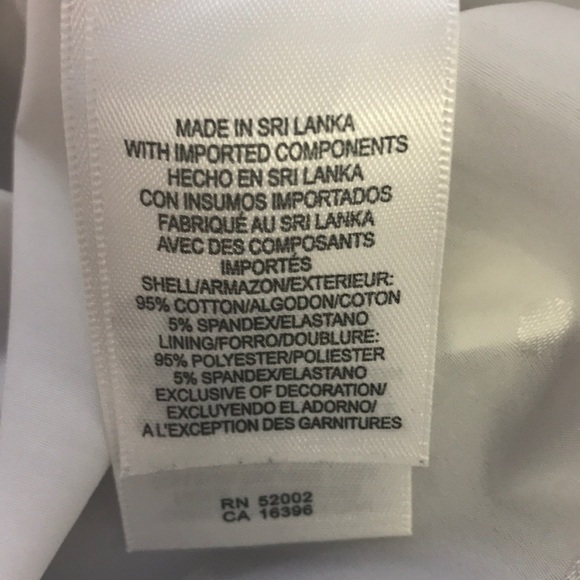 MADE IN SRI LANKA
WITH IMPORTED COMPONENTS
HECHO EN SRI LANKA
CON INSUMOS IMPORTADOS
FABRIQUÉ AU SRI LANKA
AVEC DES COMPOSANTS
IMPORTÉS
SHELL/ARMAZON/EXTERIEUR:
95% COTTON/ALGODON/COTON
5% SPANDEX/ELASTANO
LINING/FORRO/DOUBLURE:
95% POLYESTER/POLIESTER
5% SPANDEX/ELASTANO
EXCLUSIVE OF DECORATION/
EXCLUYENDO EL ADORNO/
A L'EXCEPTION DES GARNITURES
RN 52002
CA 16396